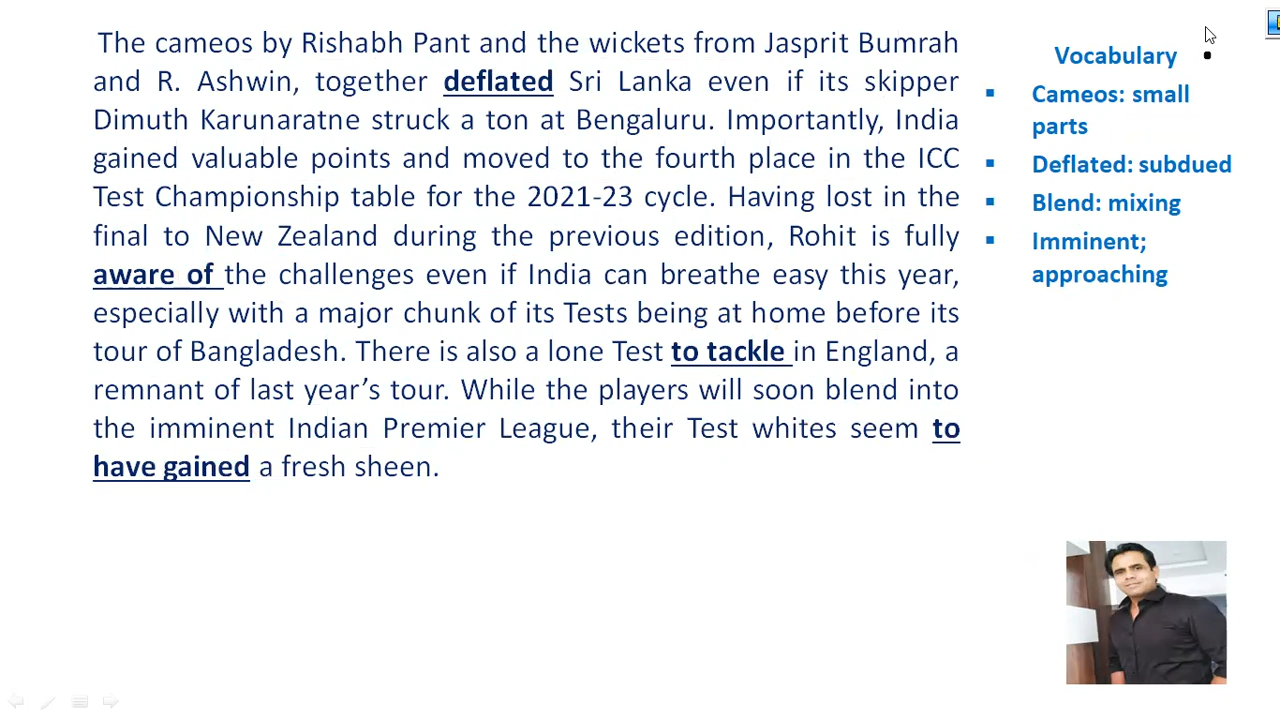 The cameos by Rishabh Pant and the wickets from Jasprit Bumrah
and R. Ashwin, together deflated Sri Lanka even if its skipper
Dimuth Karunaratne struck a ton at Bengaluru. Importantly, India
gained valuable points and moved to the fourth place in the ICC
Test Championship table for the 2021-23 cycle. Having lost in the
final to New Zealand during the previous edition, Rohit is fully
aware of the challenges even if India can breathe easy this year,
especially with a major chunk of its Tests being at home before its
tour of Bangladesh. There is also a lone Test to tackle in England, a
remnant of last year’s tour. While the players will soon blend into
the imminent Indian Premier League, their Test whites seem to
have gained a fresh sheen.
Vocabulary
Cameos: small
parts
Deflated: subdued
Blend: mixing
Imminent;
approaching